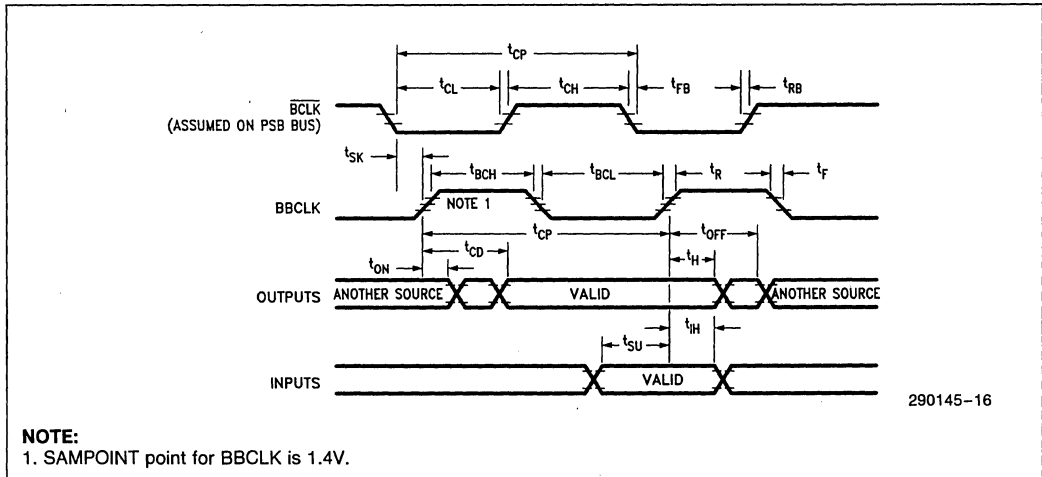 tCP
tCL
tCH
tFB
tRB
BCLK
(ASSUMED ON PSB BUS)
tSK
tBCH
tBCL
tR
tF
BBCLK
NOTE 1
tCP
tOFF
tCD
tH
tON
OUTPUTS
ANOTHER SOURCE
VALID
ANOTHER SOURCE
tIH
tSU
INPUTS
VALID
290145–16
NOTE:
1. SAMPOINT point for BBCLK is 1.4V.